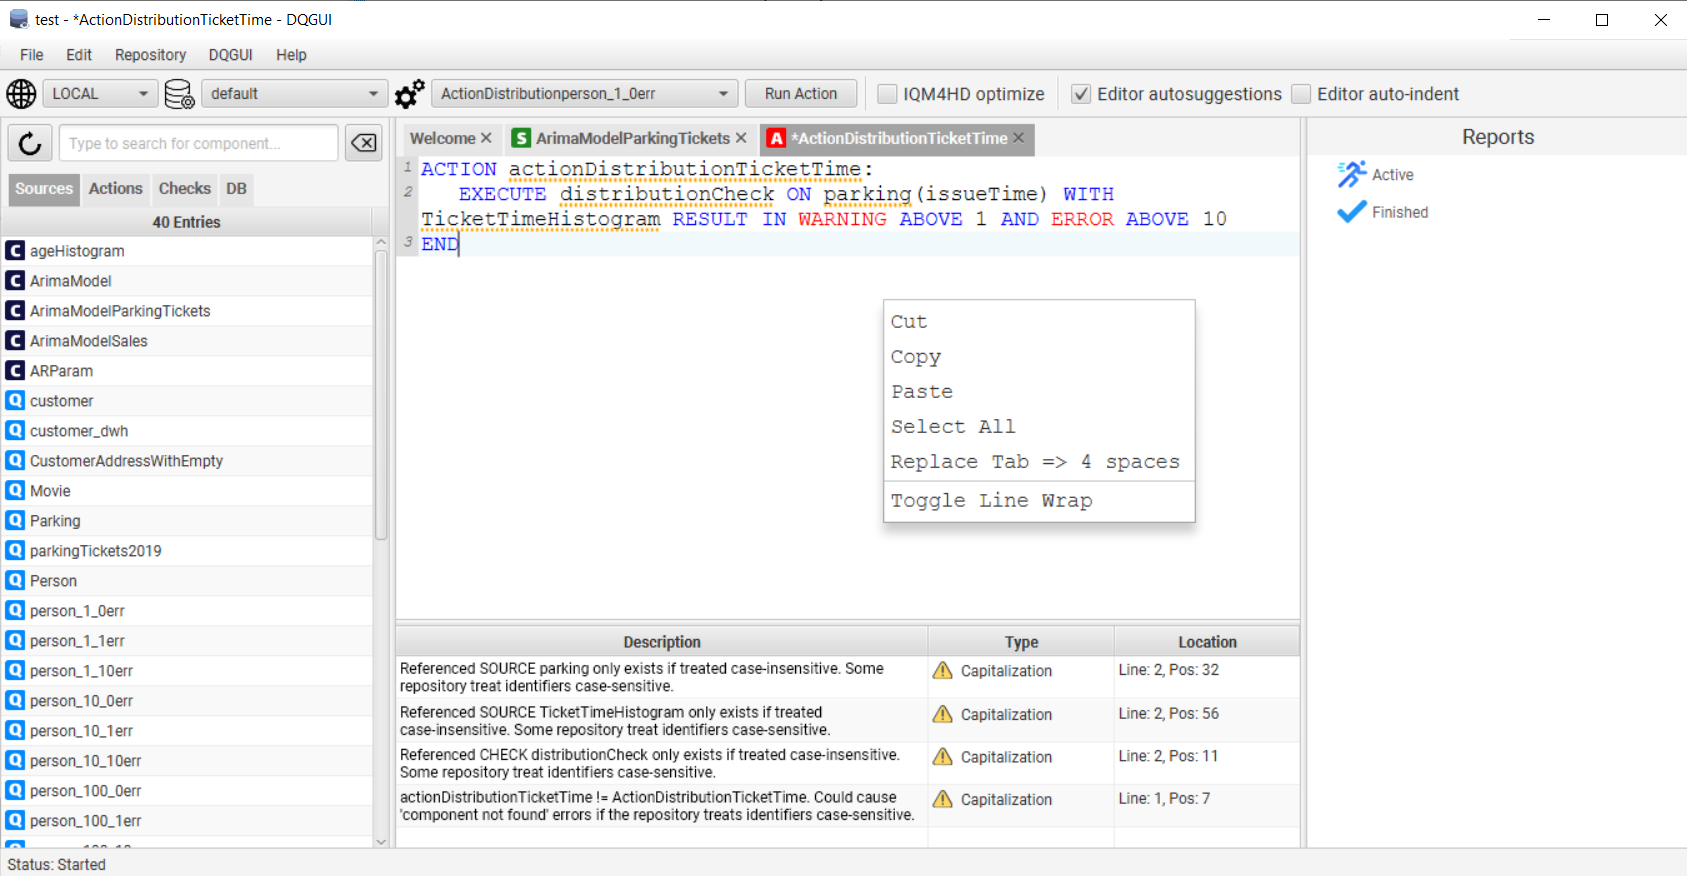 test - *ActionDistributionTicketTime - DQGUI
File Edit Repository DQGUI Help
LOCAL default ActionDistributionperson_1_0err Run Action IQM4HD optimize Editor autosuggestions Editor auto-indent
Type to search for component...
Sources Actions Checks DB
40 Entries
C ageHistogram
C ArimaModel
C ArimaModelParkingTickets
C ArimaModelSales
C ARParam
Q customer
Q customer_dwh
Q CustomerAddressWithEmpty
Q Movie
Q Parking
Q parkingTickets2019
Q Person
Q person_1_0err
Q person_1_1err
Q person_1_10err
Q person_10_0err
Q person_10_1err
Q person_10_10err
Q person_100_0err
Q person_100_1err
Welcome S ArimaModelParkingTickets A *ActionDistributionTicketTime
1 ACTION actionDistributionTicketTime:
2 EXECUTE distributionCheck ON parking(issueTime) WITH
TicketTimeHistogram RESULT IN WARNING ABOVE 1 AND ERROR ABOVE 10
3 END
Cut
Copy
Paste
Select All
Replace Tab => 4 spaces
Toggle Line Wrap
Description Type Location
Referenced SOURCE parking only exists if treated case-insensitive. Some
repository treat identifiers case-sensitive.
Capitalization Line: 2, Pos: 32
Referenced SOURCE TicketTimeHistogram only exists if treated
case-insensitive. Some repository treat identifiers case-sensitive.
Capitalization Line: 2, Pos: 56
Referenced CHECK distributionCheck only exists if treated case-insensitive.
Some repository treat identifiers case-sensitive.
Capitalization Line: 2, Pos: 11
actionDistributionTicketTime != ActionDistributionTicketTime. Could cause
'component not found' errors if the repository treats identifiers case-sensitive.
Capitalization Line: 1, Pos: 7
Reports
Active
Finished
Status: Started